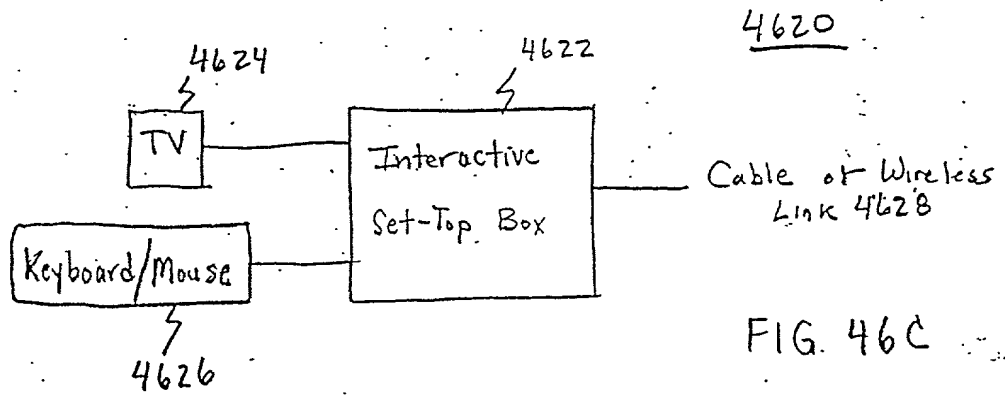 4620
4624
4622
TV
Interactive
Set-Top Box
Cable or Wireless
Link 4628
Keyboard/Mouse
4626
FIG. 46C